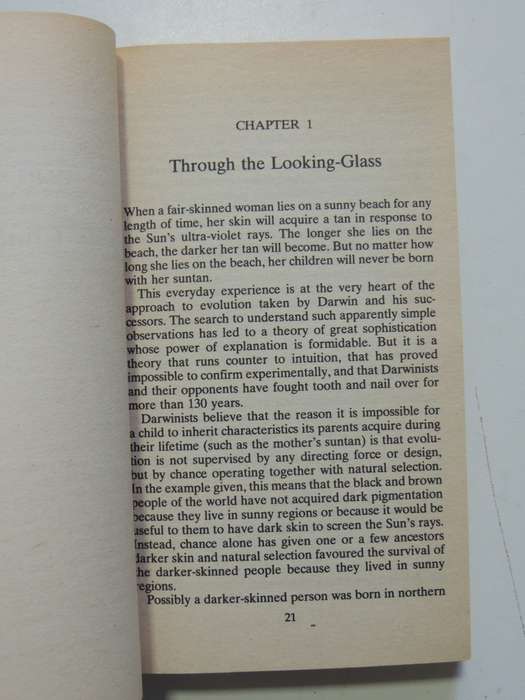 CHAPTER 1
Through the Looking-Glass
When a fair-skinned woman lies on a sunny beach for any
length of time, her skin will acquire a tan in response to
the Sun's ultra-violet rays. The longer she lies on the
beach, the darker her tan will become. But no matter how
long she lies on the beach, her children will never be born
with her suntan.
This everyday experience is at the very heart of the
approach to evolution taken by Darwin and his suc-
cessors. The search to understand such apparently simple
observations has led to a theory of great sophistication
whose power of explanation is formidable. But it is a
theory that runs counter to intuition, that has proved
impossible to confirm experimentally, and that Darwinists
and their opponents have fought tooth and nail over for
more than 130 years.
Darwinists believe that the reason it is impossible for
a child to inherit characteristics its parents acquire during
their lifetime (such as the mother's suntan) is that evolu-
tion is not supervised by any directing force or design,
but by chance operating together with natural selection.
In the example given, this means that the black and brown
people of the world have not acquired dark pigmentation
because they live in sunny regions or because it would be
useful to them to have dark skin to screen the Sun's rays.
Instead, chance alone has given one or a few ancestors
darker skin and natural selection favoured the survival of
the darker-skinned people because they lived in sunny
regions.
Possibly a darker-skinned person was born in northern
21